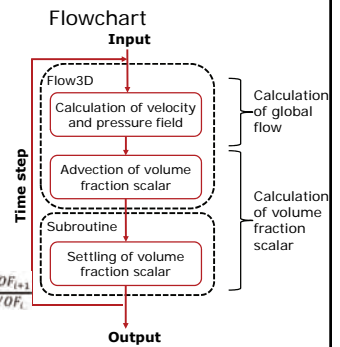 Flowchart
Input
Flow3D
Calculation of velocity
and pressure field
Calculation
of global
flow
Advection of volume
fraction scalar
Time step
Calculation
of volume
fraction
scalar
Subroutine
Settling of volume
fraction scalar
Output